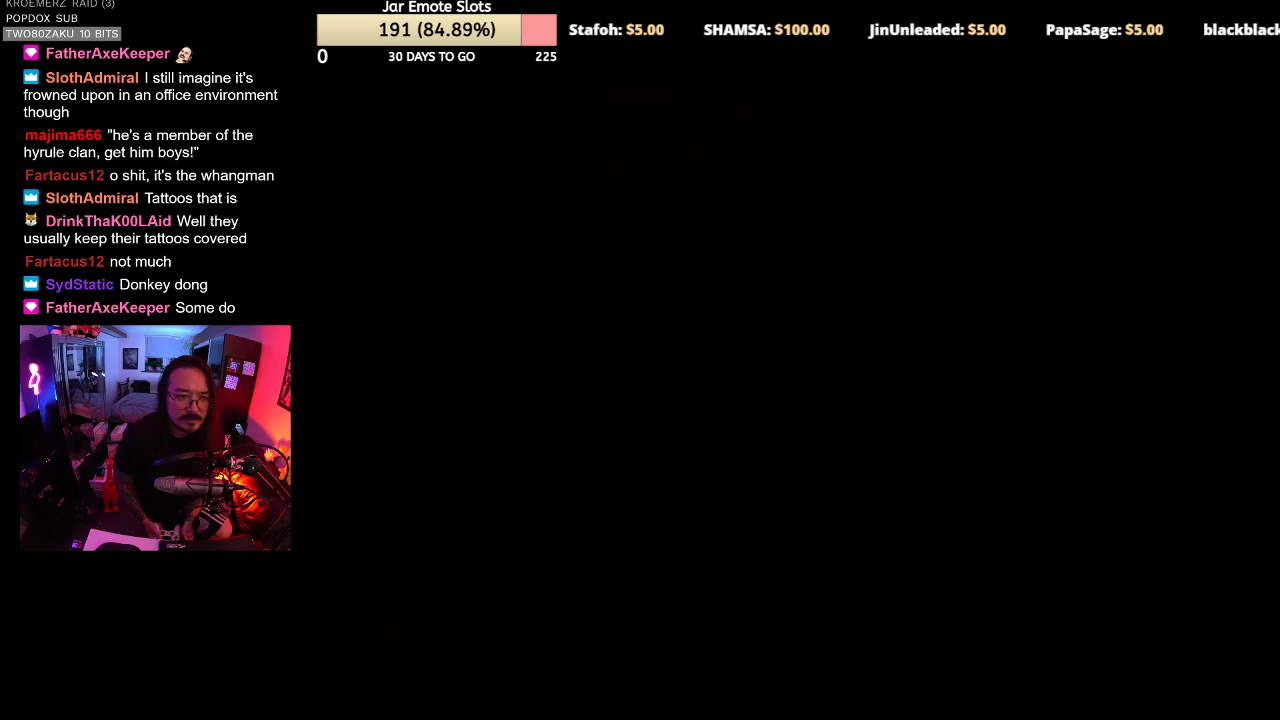 KROEMERZ RAID (3)
POPDOX SUB
TWO80ZAKU 10 BITS
FatherAxeKeeper
SlothAdmiral I still imagine it's
frowned upon in an office environment
though
majima666 "he's a member of the
hyrule clan, get him boys!"
Fartacus12 o shit, it's the whangman
SlothAdmiral Tattoos that is
DrinkThaK00LAid Well they
usually keep their tattoos covered
Fartacus12 not much
SydStatic Donkey dong
FatherAxeKeeper Some do
Jar Emote Slots
191 (84.89%)
0 30 DAYS TO GO 225
Stafoh: $5.00 SHAMSA: $100.00 JinUnleaded: $5.00 PapaSage: $5.00 blackblack